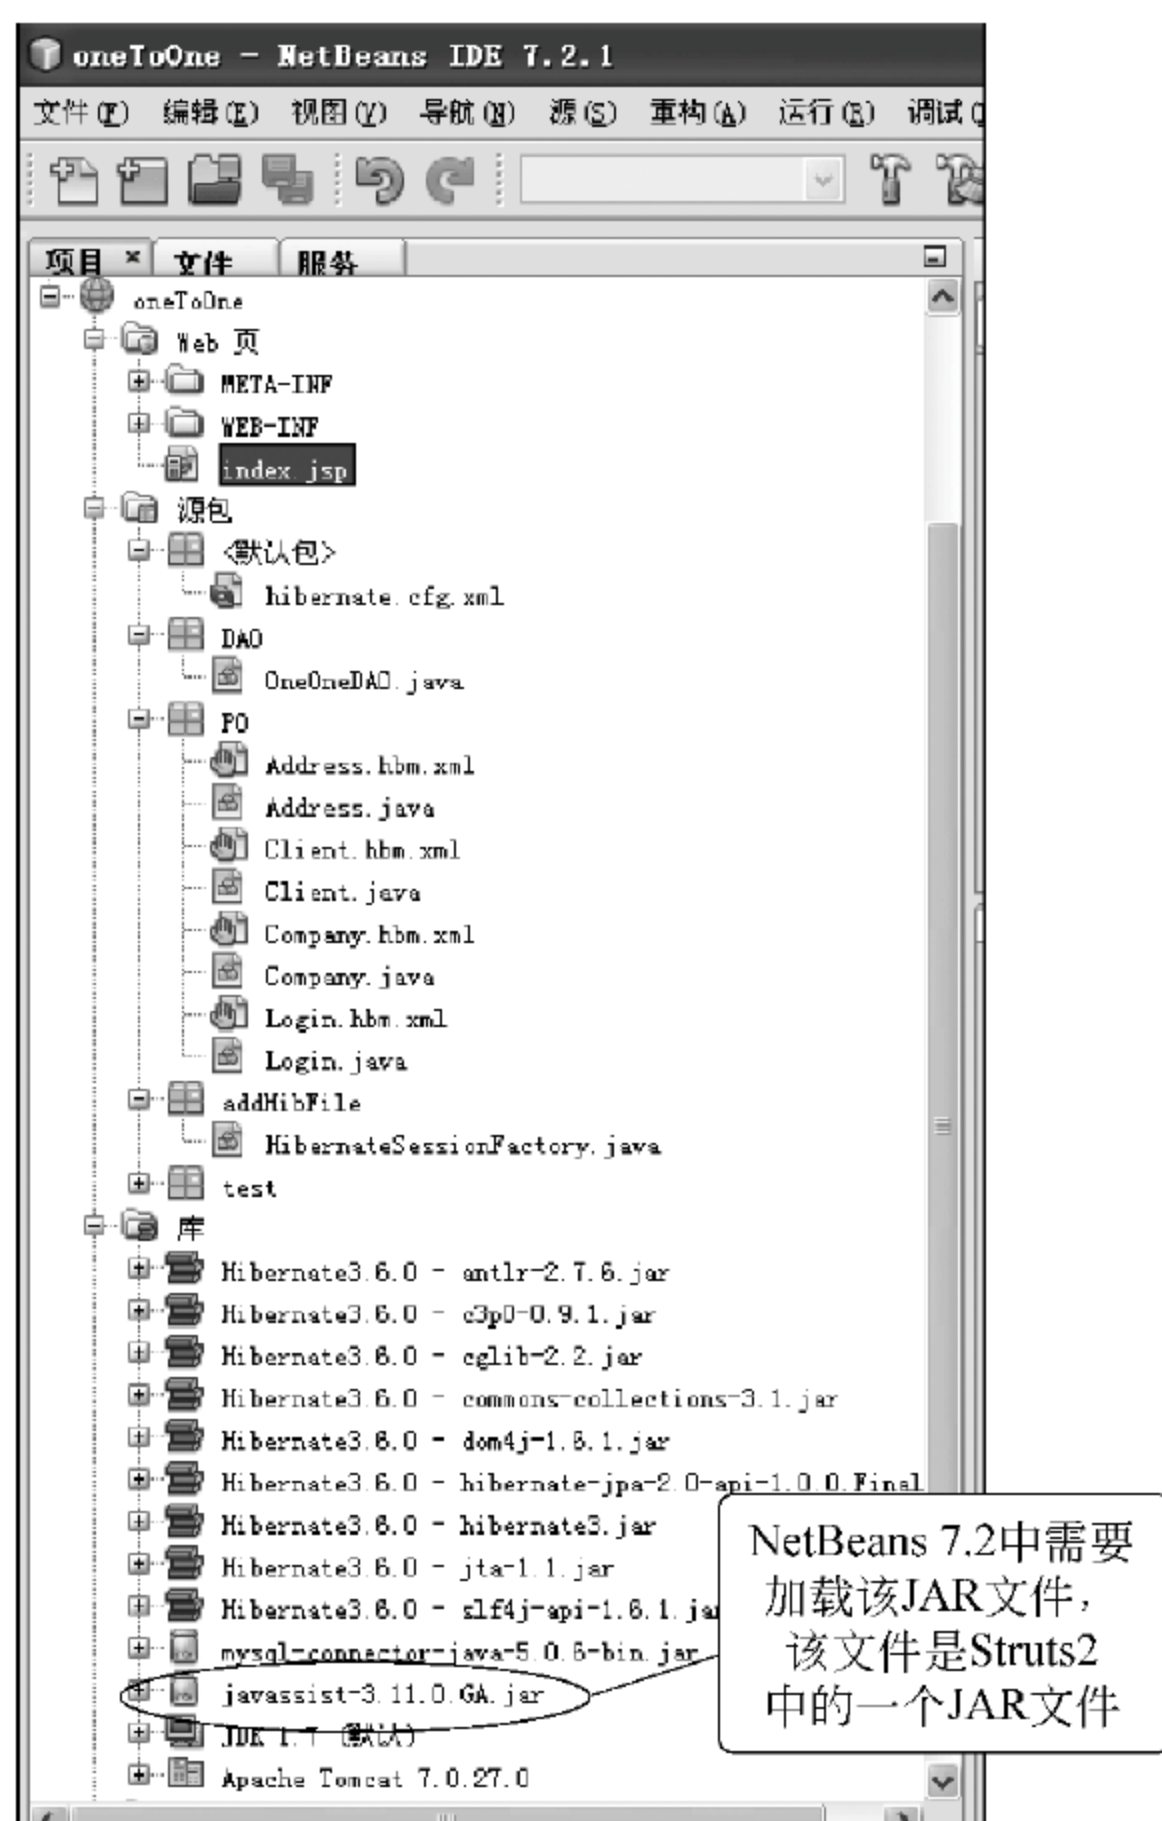 oneToOne - NetBeans IDE 7.2.1
文件(F) 编辑(E) 视图(V) 导航(N) 源(S) 重构(A) 运行(R) 调试(
项目 × 文件 服务
oneToOne
Web 页
META-INF
WEB-INF
index.jsp
源包
<默认包>
hibernate.cfg.xml
DAO
OneOneDAO.java
PO
Address.hbm.xml
Address.java
Client.hbm.xml
Client.java
Company.hbm.xml
Company.java
Login.hbm.xml
Login.java
addHibFile
HibernateSessionFactory.java
test
库
Hibernate3.6.0 - antlr-2.7.6.jar
Hibernate3.6.0 - c3p0-0.9.1.jar
Hibernate3.6.0 - cglib-2.2.jar
Hibernate3.6.0 - commons-collections-3.1.jar
Hibernate3.6.0 - dom4j-1.6.1.jar
Hibernate3.6.0 - hibernate-jpa-2.0-api-1.0.0.Final
Hibernate3.6.0 - hibernate3.jar
Hibernate3.6.0 - jta-1.1.jar
Hibernate3.6.0 - slf4j-api-1.6.1.ja
mysql-connector-java-5.0.6-bin.jar
javassist-3.11.0.GA.jar
JDK 1.7 (默认)
Apache Tomcat 7.0.27.0
NetBeans 7.2中需要
加载该JAR文件，
该文件是Struts2
中的一个JAR文件